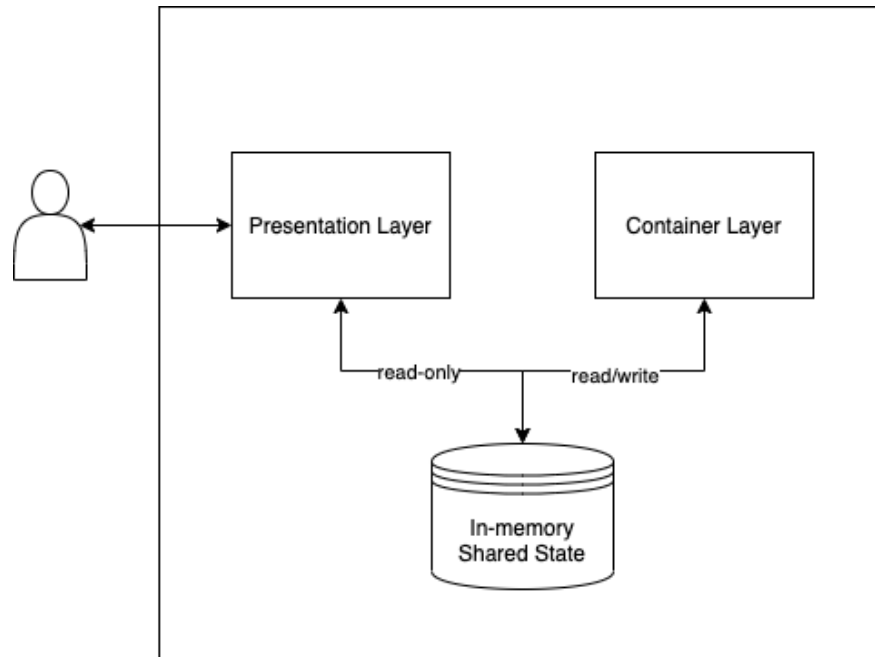 Presentation Layer
Container Layer
read-only
read/write
In-memory
Shared State